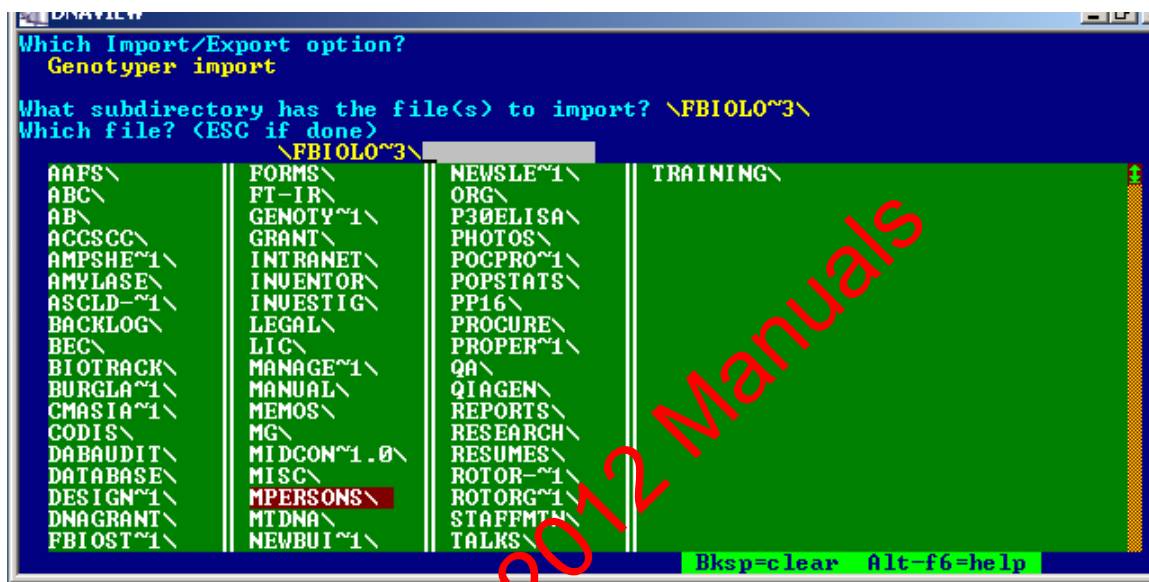 DNAVIEW
Which Import/Export option?
Genotyper import
What subdirectory has the file(s) to import? \FBIOLO~3\
Which file? (ESC if done)
\FBIOLO~3\
AAFS\ FORMS\ NEWSLE~1\ TRAINING\
ABC\ FT-IR\ ORG\
AB\ GENOTY~1\ P30ELISA\
ACCSCC\ GRANT\ PHOTOS\
AMPSHE~1\ INTRANET\ POCPRO~1\
AMYLASE\ INVENTOR\ POPSTATS\
ASCLD-~1\ INVESTIG\ PP16\
BACKLOG\ LEGAL\ PROCURE\
BEC\ LIC\ PROPER~1\
BIOTRACK\ MANAGE~1\ QA\
BURGLA~1\ MANUAL\ QIAGEN\
CMASIA~1\ MEMOS\ REPORTS\
CODIS\ MG\ RESEARCH\
DABAUDIT\ MIDCON~1.0\ RESUMES\
DATABASE\ MISC\ ROTOR-~1\
DESIGN~1\ MPERSONS\ ROTORG~1\
DNAGRANT\ MTDNA\ STAFFMTN\
FBIOST~1\ NEWBUI~1\ TALKS\
Bksp=clear Alt-f6=help
2012 Manuals